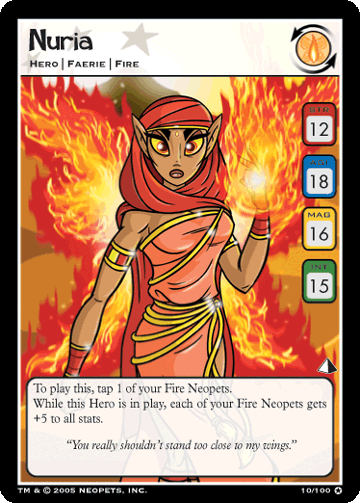 Nuria
HERO | FAERIE | FIRE
STR
12
AGI
18
MAG
16
INT
15
To play this, tap 1 of your Fire Neopets.
While this Hero is in play, each of your Fire Neopets gets
+5 to all stats.
“You really shouldn’t stand too close to my wings.”
TM & © 2005 NEOPETS, INC.
10/100